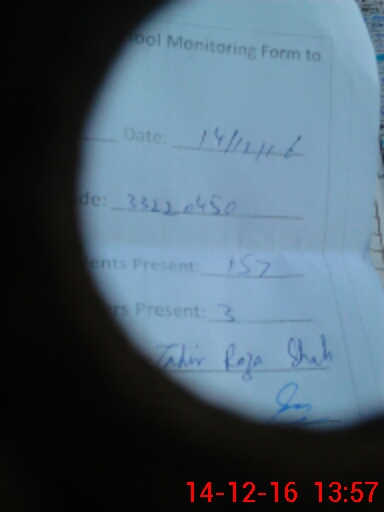 ool Monitoring Form to
Date: 14/12/16
de: 33220450
ents Present: 157
rs Present: 3
Tahir Raza Shah
14-12-16 13:57